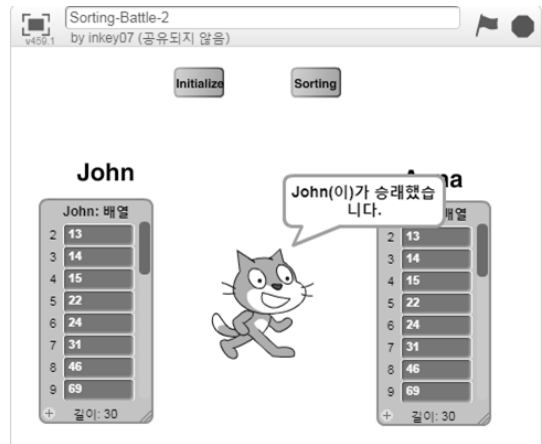 Sorting-Battle-2
v459.1
by inkey07 (공유되지 않음)
Initialize
Sorting
John
na
John(이)가 승래했습
니다.
John: 배열
2 13
3 14
4 15
5 22
6 24
7 31
8 46
9 69
+ 길이: 30
배열
2 13
3 14
4 15
5 22
6 24
7 31
8 46
9 69
+ 길이: 30